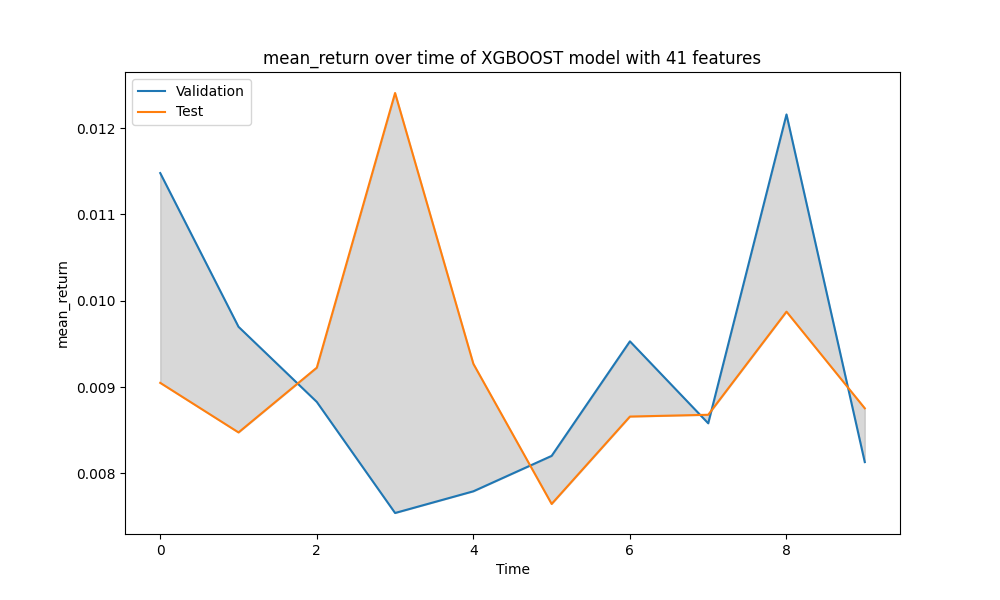 mean_return over time of XGBOOST model with 41 features
Validation
Test
0.012
0.011
0.010
0.009
0.008
mean_return
0 2 4 6 8
Time